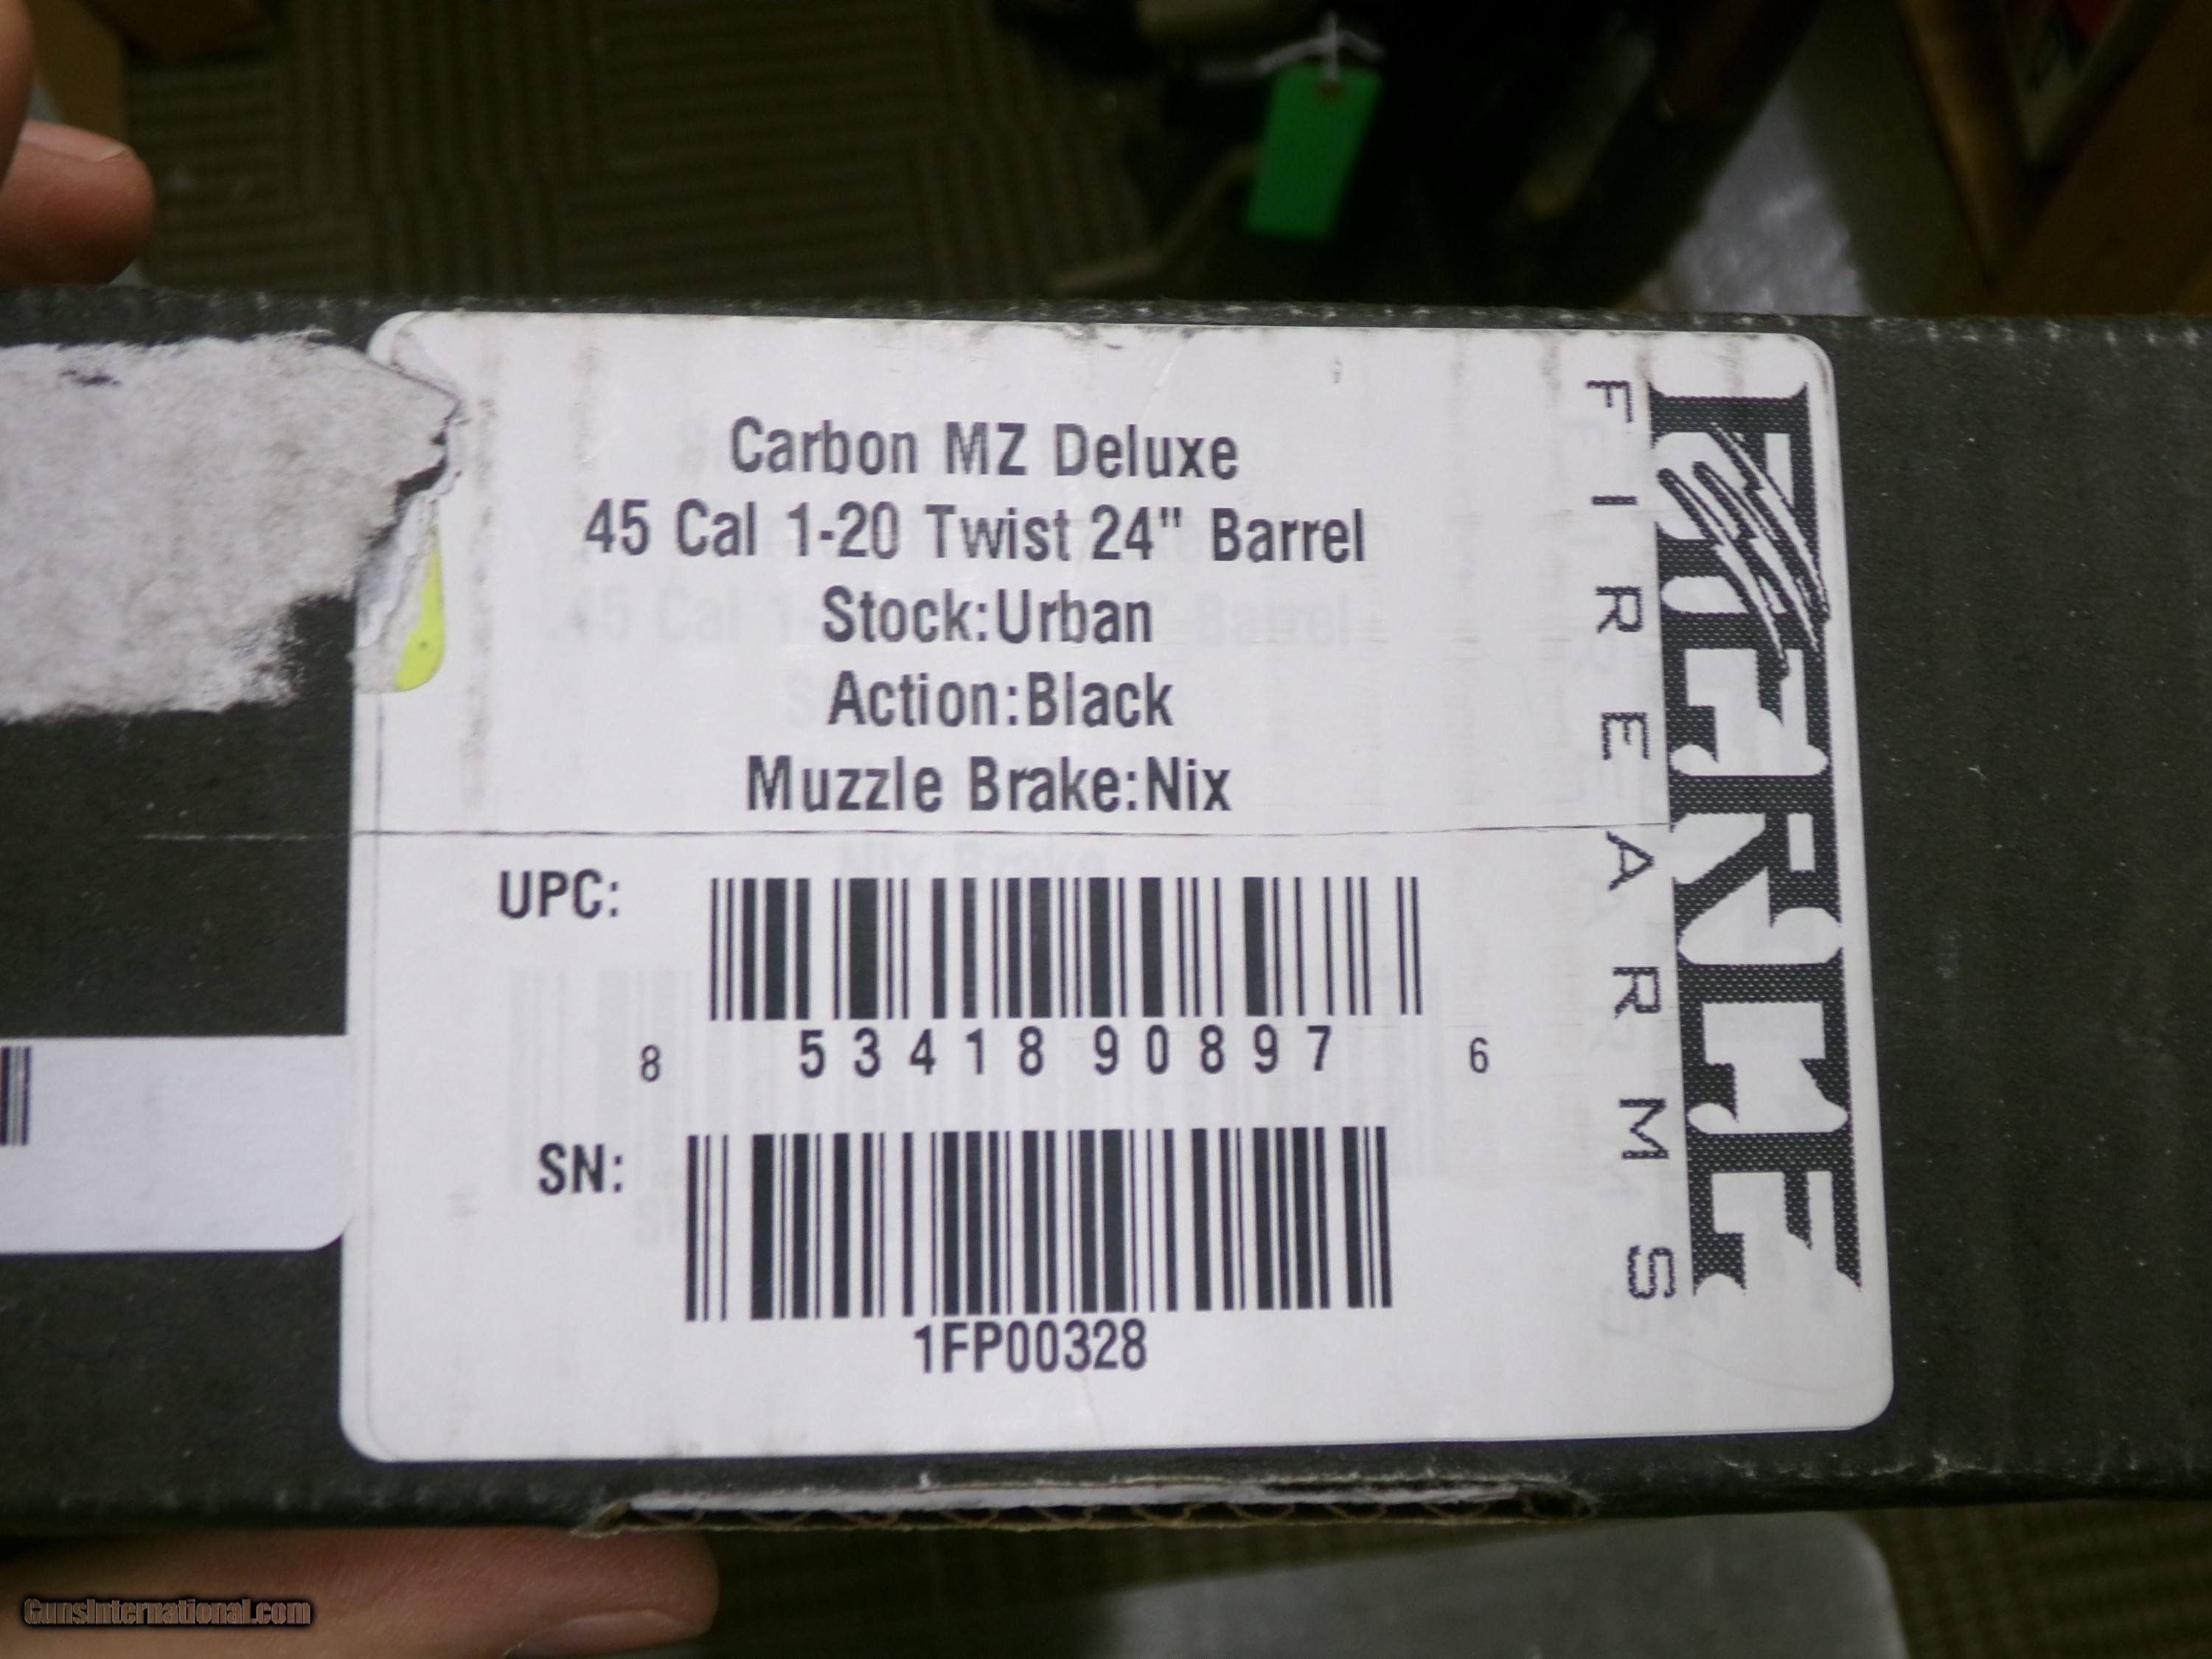 Carbon MZ Deluxe
45 Cal 1-20 Twist 24" Barrel
Stock:Urban
Action:Black
Muzzle Brake:Nix
UPC:
8 53418 90897 6
SN:
1FP00328
FIERCE
FIREARMS
GunsInternational.com